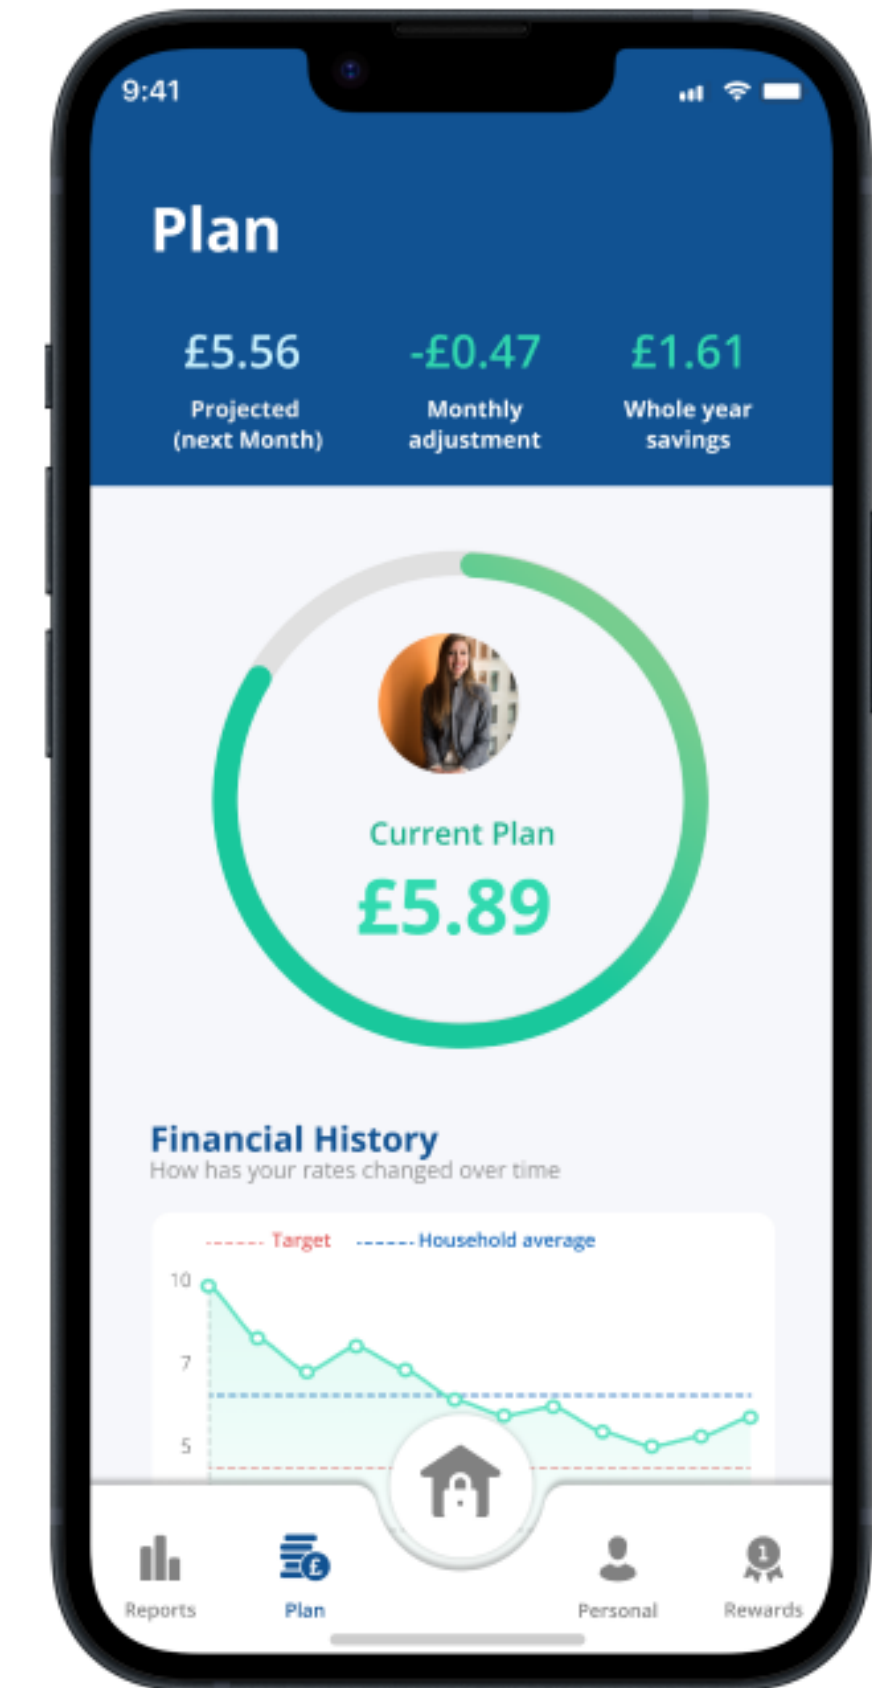 9:41
Plan
£5.56
-£0.47
£1.61
Projected
(next Month)
Monthly
adjustment
Whole year
savings
Current Plan
£5.89
Financial History
How has your rates changed over time
Target
Household average
10
7
5
£
1
Reports
Plan
Personal
Rewards